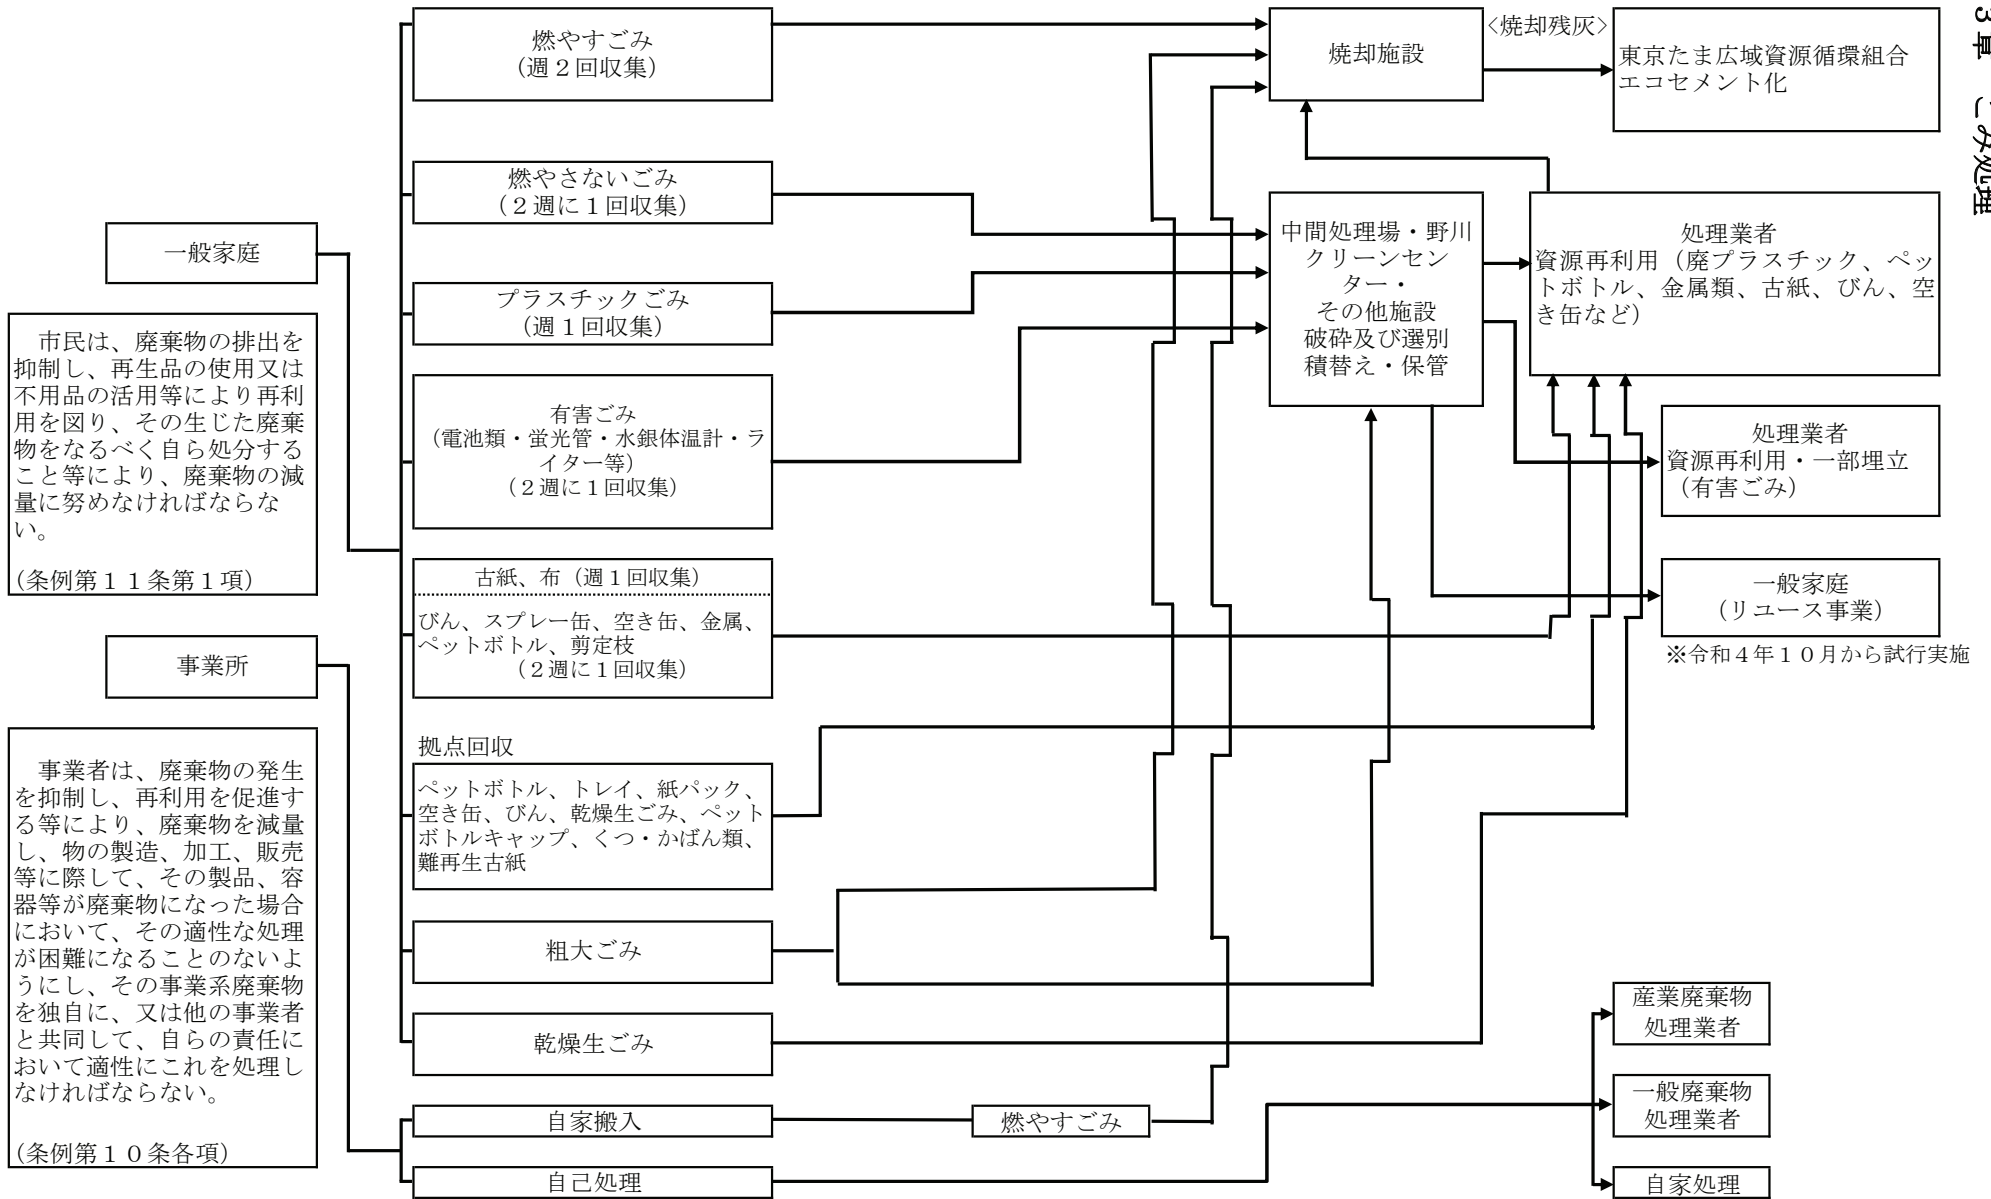 3章　ごみ処理
一般家庭
市民は、廃棄物の排出を
抑制し、再生品の使用又は
不用品の活用等により再利
用を図り、その生じた廃棄
物をなるべく自ら処分する
こと等により、廃棄物の減
量に努めなければならな
い。
(条例第１１条第１項)
事業所
事業者は、廃棄物の発生
を抑制し、再利用を促進す
る等により、廃棄物を減量
し、物の製造、加工、販売
等に際して、その製品、容
器等が廃棄物になった場合
において、その適性な処理
が困難になることのないよ
うにし、その事業系廃棄物
を独自に、又は他の事業者
と共同して、自らの責任に
おいて適性にこれを処理し
なければならない。
(条例第１０条各項)
燃やすごみ
(週２回収集)
燃やさないごみ
(２週に１回収集)
プラスチックごみ
(週１回収集)
有害ごみ
(電池類・蛍光管・水銀体温計・ラ
イター等)
(２週に１回収集)
古紙、布（週１回収集）
びん、スプレー缶、空き缶、金属、
ペットボトル、剪定枝
(２週に１回収集)
拠点回収
ペットボトル、トレイ、紙パック、
空き缶、びん、乾燥生ごみ、ペット
ボトルキャップ、くつ・かばん類、
難再生古紙
粗大ごみ
乾燥生ごみ
自家搬入
自己処理
燃やすごみ
焼却施設
<焼却残灰>
東京たま広域資源循環組合
エコセメント化
中間処理場・野川
クリーンセン
ター・
その他施設
破砕及び選別
積替え・保管
処理業者
資源再利用（廃プラスチック、ペッ
トボトル、金属類、古紙、びん、空
き缶など）
処理業者
資源再利用・一部埋立
(有害ごみ)
一般家庭
(リユース事業)
※令和４年１０月から試行実施
産業廃棄物
処理業者
一般廃棄物
処理業者
自家処理